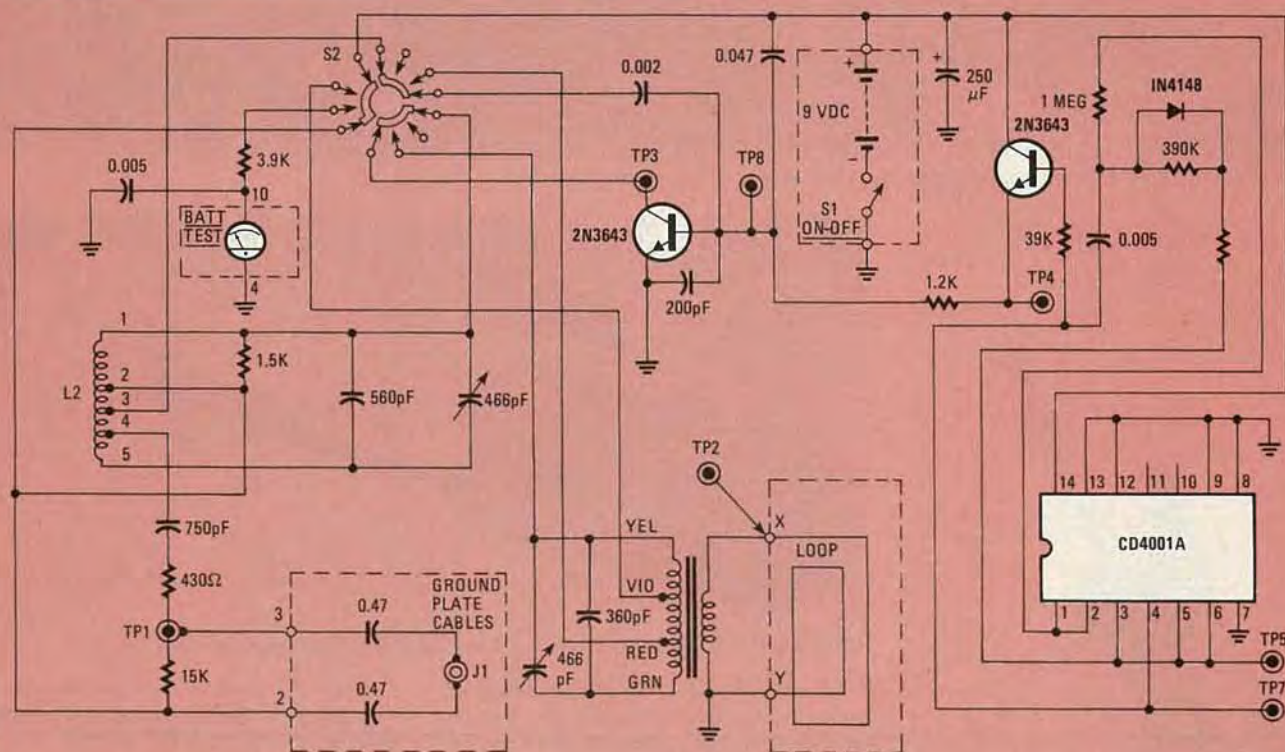 S2
0.002
0.047
+
9 VDC
−
S1
ON-OFF
+
250
µF
1 MEG
IN4148
2N3643
390K
39K
0.005
3.9K
0.005
10
BATT
TEST
4
TP3
TP8
2N3643
200pF
1.2K
TP4
1
2
3
4
5
L2
1.5K
560pF
466pF
TP2
14 13 12 11 10 9 8
CD4001A
1 2 3 4 5 6 7
TP5
TP7
750pF
430Ω
TP1
15K
3
2
0.47
0.47
GROUND
PLATE
CABLES
J1
YEL
VIO
RED
GRN
360pF
466
pF
X
LOOP
Y